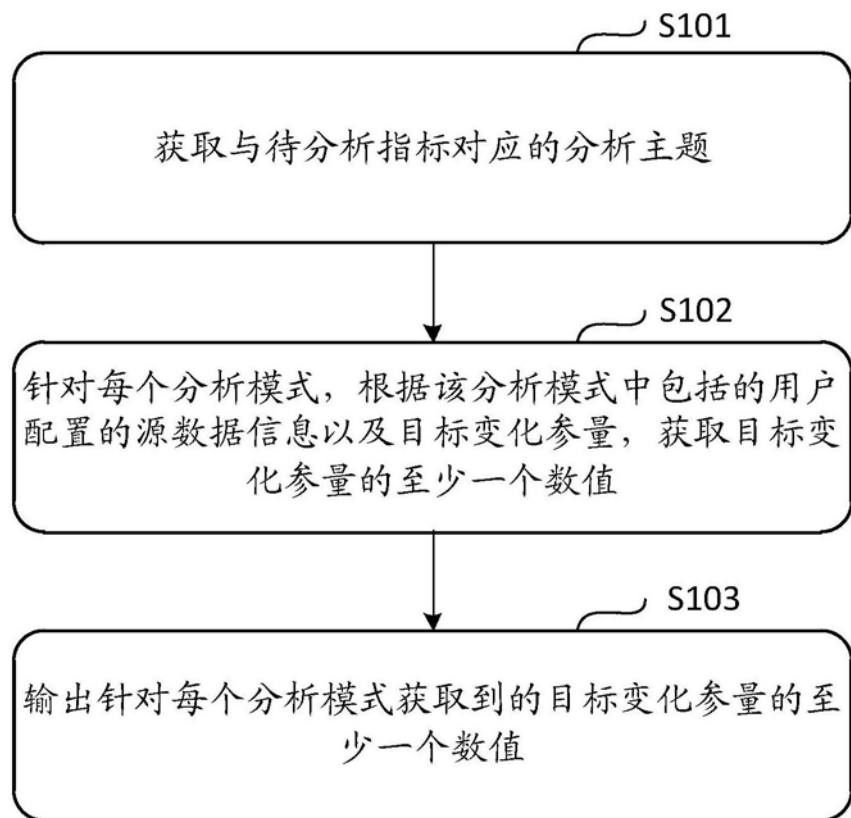 S101
获取与待分析指标对应的分析主题
S102
针对每个分析模式，根据该分析模式中包括的用户
配置的源数据信息以及目标变化参量，获取目标变
化参量的至少一个数值
S103
输出针对每个分析模式获取到的目标变化参量的至
少一个数值